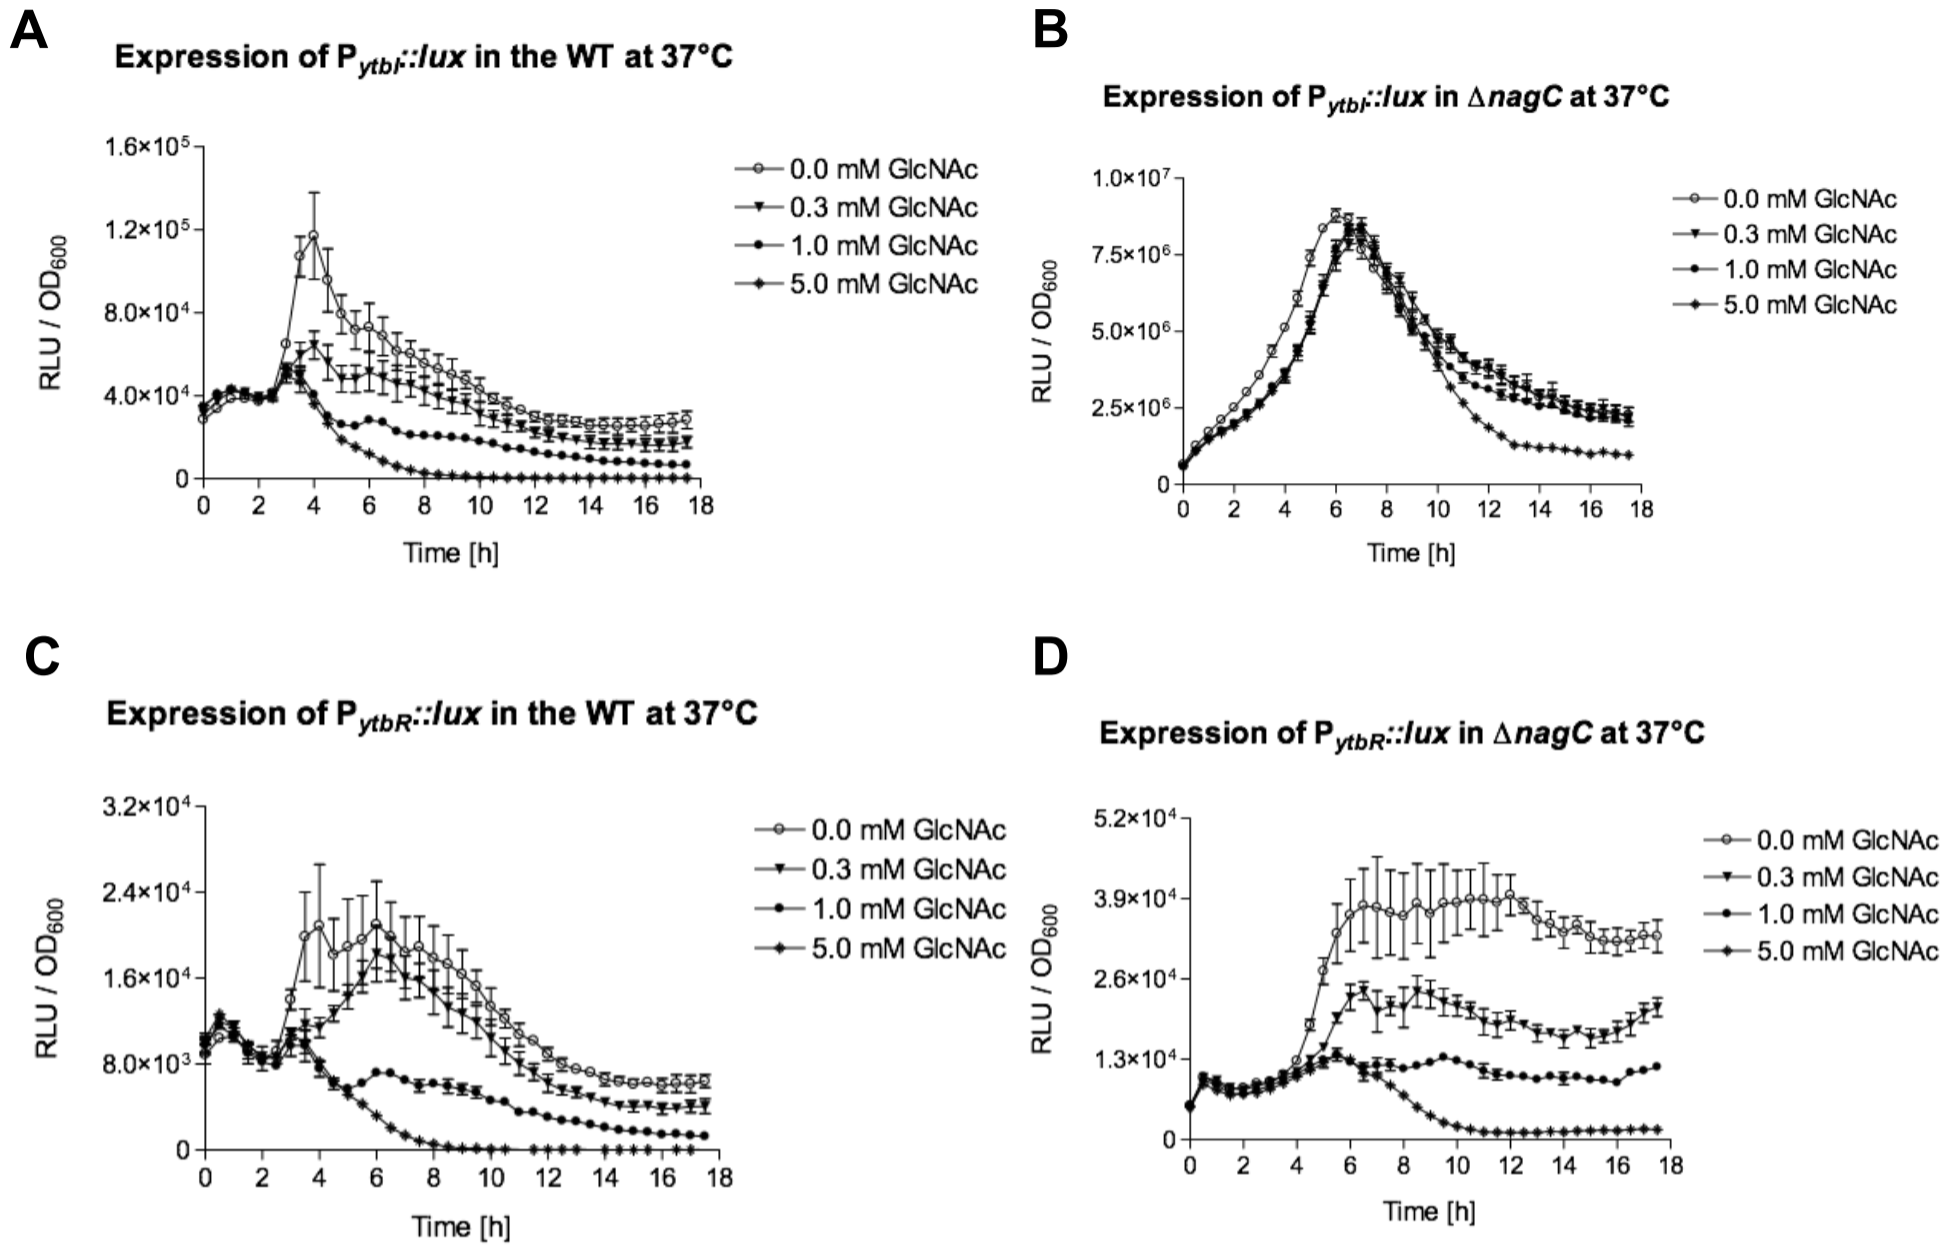 A
Expression of PytbI::lux in the WT at 37°C
1.6×10⁵
1.2×10⁵
8.0×10⁴
4.0×10⁴
0
RLU / OD600
0 2 4 6 8 10 12 14 16 18
Time [h]
0.0 mM GlcNAc
0.3 mM GlcNAc
1.0 mM GlcNAc
5.0 mM GlcNAc
B
Expression of PytbI::lux in ΔnagC at 37°C
1.0×10⁷
7.5×10⁶
5.0×10⁶
2.5×10⁶
0
RLU / OD600
0 2 4 6 8 10 12 14 16 18
Time [h]
0.0 mM GlcNAc
0.3 mM GlcNAc
1.0 mM GlcNAc
5.0 mM GlcNAc
C
Expression of PytbR::lux in the WT at 37°C
3.2×10⁴
2.4×10⁴
1.6×10⁴
8.0×10³
0
RLU / OD600
0 2 4 6 8 10 12 14 16 18
Time [h]
0.0 mM GlcNAc
0.3 mM GlcNAc
1.0 mM GlcNAc
5.0 mM GlcNAc
D
Expression of PytbR::lux in ΔnagC at 37°C
5.2×10⁴
3.9×10⁴
2.6×10⁴
1.3×10⁴
0
RLU / OD600
0 2 4 6 8 10 12 14 16 18
Time [h]
0.0 mM GlcNAc
0.3 mM GlcNAc
1.0 mM GlcNAc
5.0 mM GlcNAc